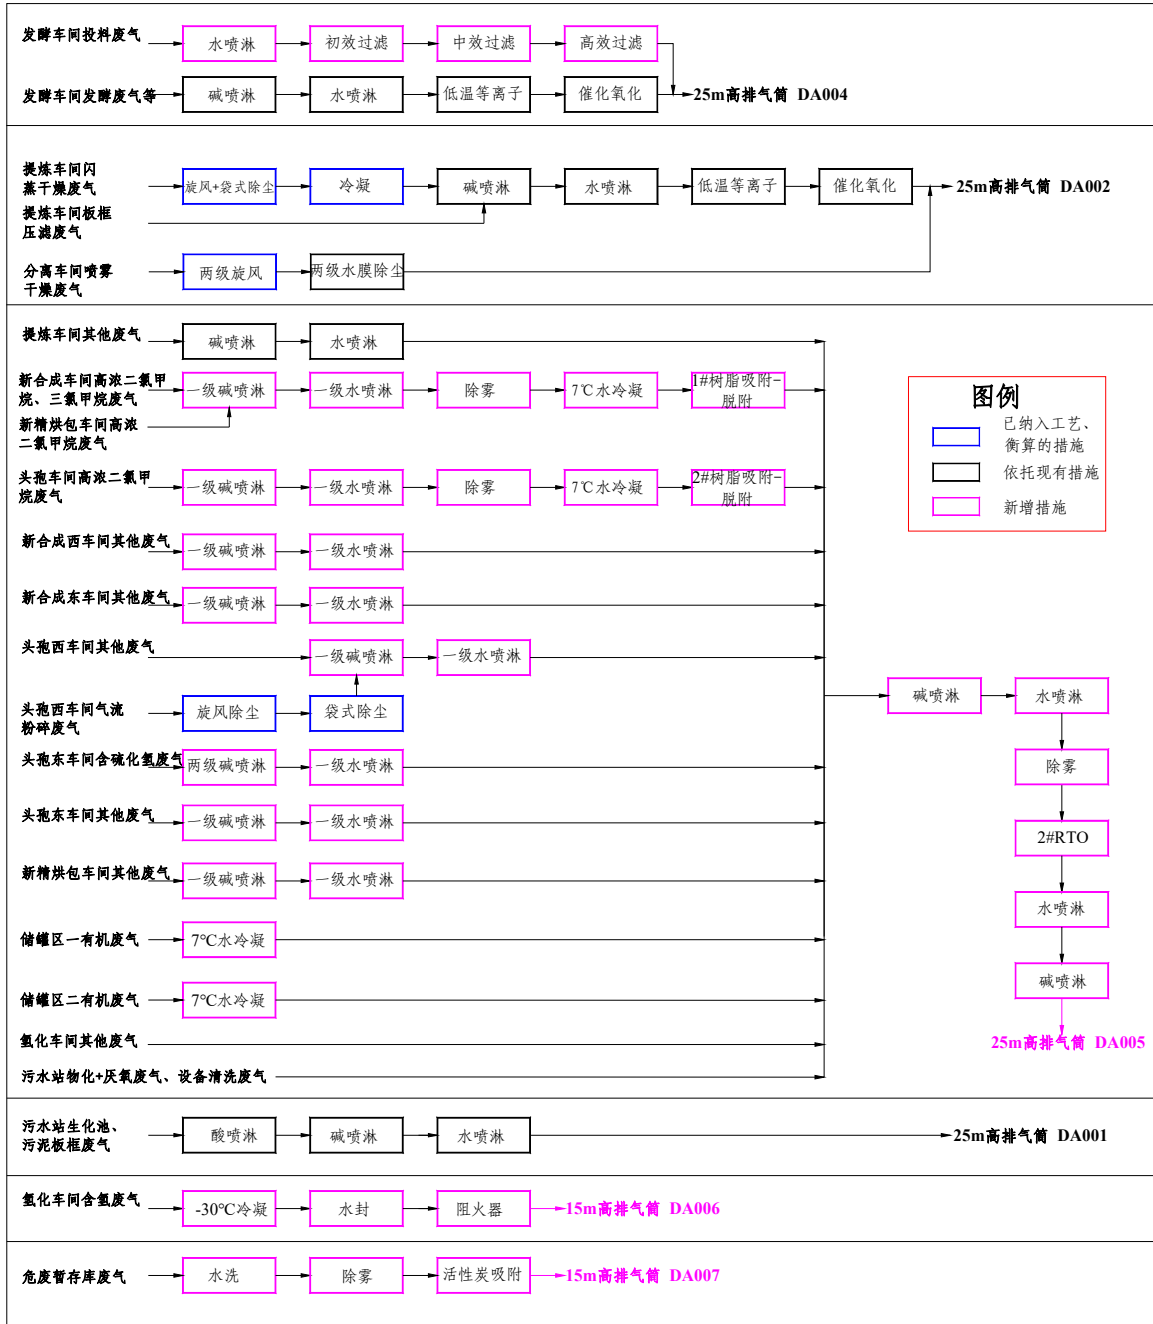 发酵车间投料废气
水喷淋
初效过滤
中效过滤
高效过滤
发酵车间发酵废气等
碱喷淋
水喷淋
低温等离子
催化氧化
25m高排气筒 DA004
提炼车间闪
蒸干燥废气
旋风+袋式除尘
冷凝
碱喷淋
水喷淋
低温等离子
催化氧化
25m高排气筒 DA002
提炼车间板框
压滤废气
分离车间喷雾
干燥废气
两级旋风
两级水膜除尘
提炼车间其他废气
碱喷淋
水喷淋
新合成车间高浓二氯甲
烷、三氯甲烷废气
一级碱喷淋
一级水喷淋
除雾
7℃水冷凝
1#树脂吸附-
脱附
新精烘包车间高浓
二氯甲烷废气
头孢车间高浓二氯甲
烷废气
一级碱喷淋
一级水喷淋
除雾
7℃水冷凝
2#树脂吸附-
脱附
新合成西车间其他废气
一级碱喷淋
一级水喷淋
新合成东车间其他废气
一级碱喷淋
一级水喷淋
头孢西车间其他废气
一级碱喷淋
一级水喷淋
头孢西车间气流
粉碎废气
旋风除尘
袋式除尘
头孢东车间含硫化氢废气
两级碱喷淋
一级水喷淋
头孢东车间其他废气
一级碱喷淋
一级水喷淋
新精烘包车间其他废气
一级碱喷淋
一级水喷淋
储罐区一有机废气
7℃水冷凝
储罐区二有机废气
7℃水冷凝
氢化车间其他废气
污水站物化+厌氧废气、设备清洗废气
图例
已纳入工艺、
衡算的措施
依托现有措施
新增措施
碱喷淋
水喷淋
除雾
2#RTO
水喷淋
碱喷淋
25m高排气筒 DA005
污水站生化池、
污泥板框废气
酸喷淋
碱喷淋
水喷淋
25m高排气筒 DA001
氢化车间含氢废气
-30℃冷凝
水封
阻火器
15m高排气筒 DA006
危废暂存库废气
水洗
除雾
活性炭吸附
15m高排气筒 DA007